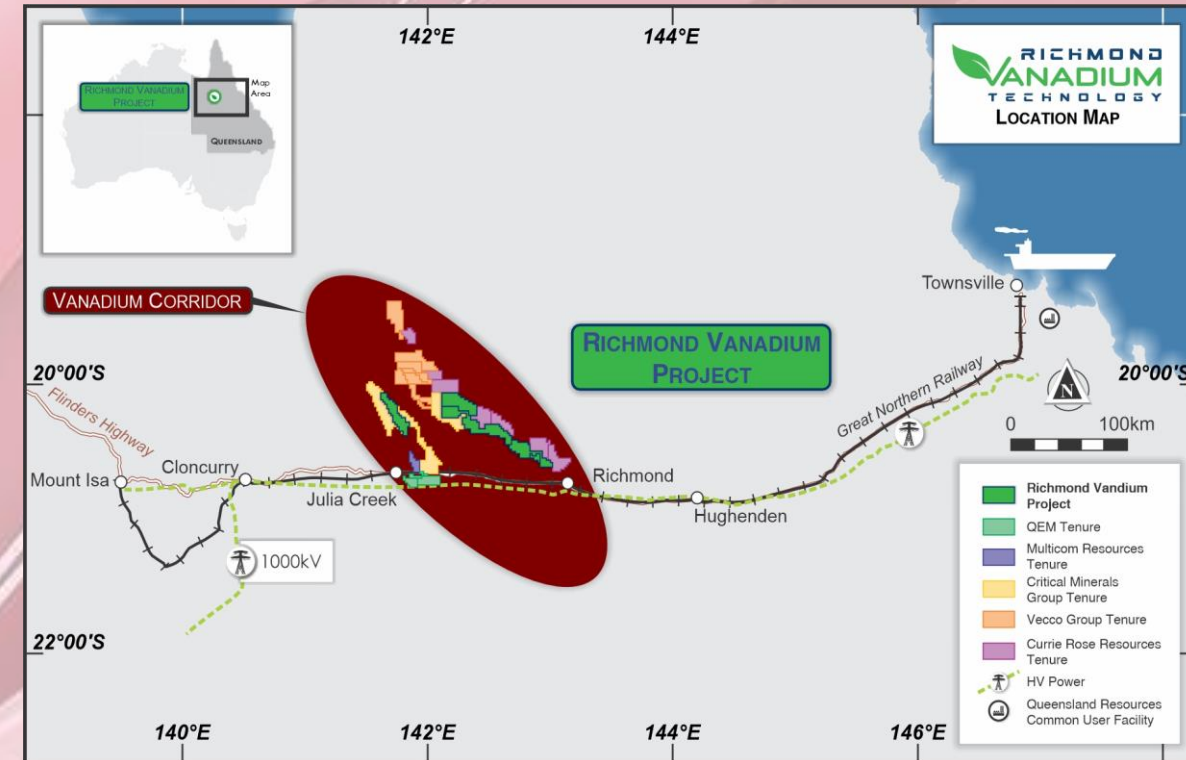 142°E
144°E
RICHMOND
VANADIUM
TECHNOLOGY
LOCATION MAP
Map
Area
RICHMOND VANADIUM
PROJECT
QUEENSLAND
VANADIUM CORRIDOR
RICHMOND VANADIUM
PROJECT
Townsville
20°00'S
20°00'S
Flinders Highway
Great Northern Railway
N
0 100km
Mount Isa
Cloncurry
Julia Creek
Richmond
Hughenden
1000kV
22°00'S
Richmond Vandium
Project
QEM Tenure
Multicom Resources
Tenure
Critical Minerals
Group Tenure
Vecco Group Tenure
Currie Rose Resources
Tenure
HV Power
Queensland Resources
Common User Facility
140°E
142°E
144°E
146°E